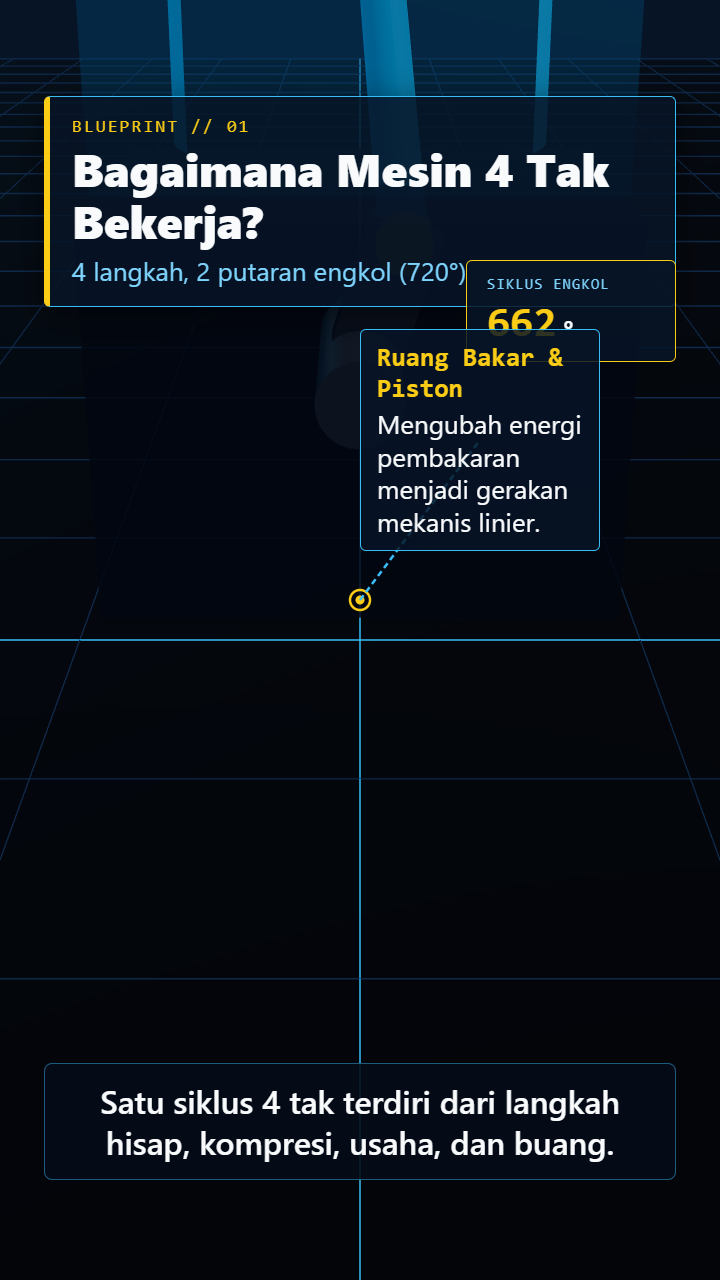 BLUEPRINT // 01
Bagaimana Mesin 4 Tak
Bekerja?
4 langkah, 2 putaran engkol (720°)
SIKLUS ENGKOL
662°
Ruang Bakar &
Piston
Mengubah energi
pembakaran
menjadi gerakan
mekanis linier.
Satu siklus 4 tak terdiri dari langkah
hisap, kompresi, usaha, dan buang.